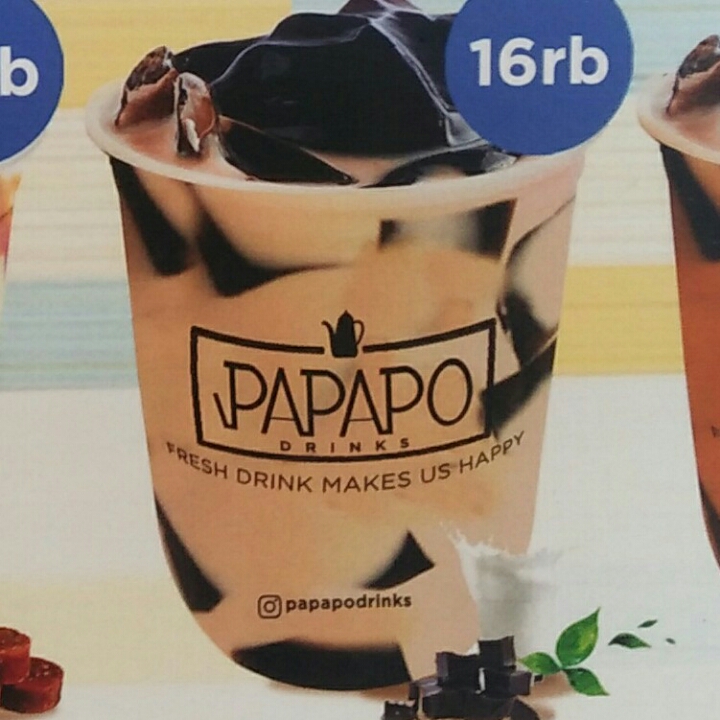 b
16rb
PAPAPO
DRINKS
FRESH DRINK MAKES US HAPPY
papapodrinks